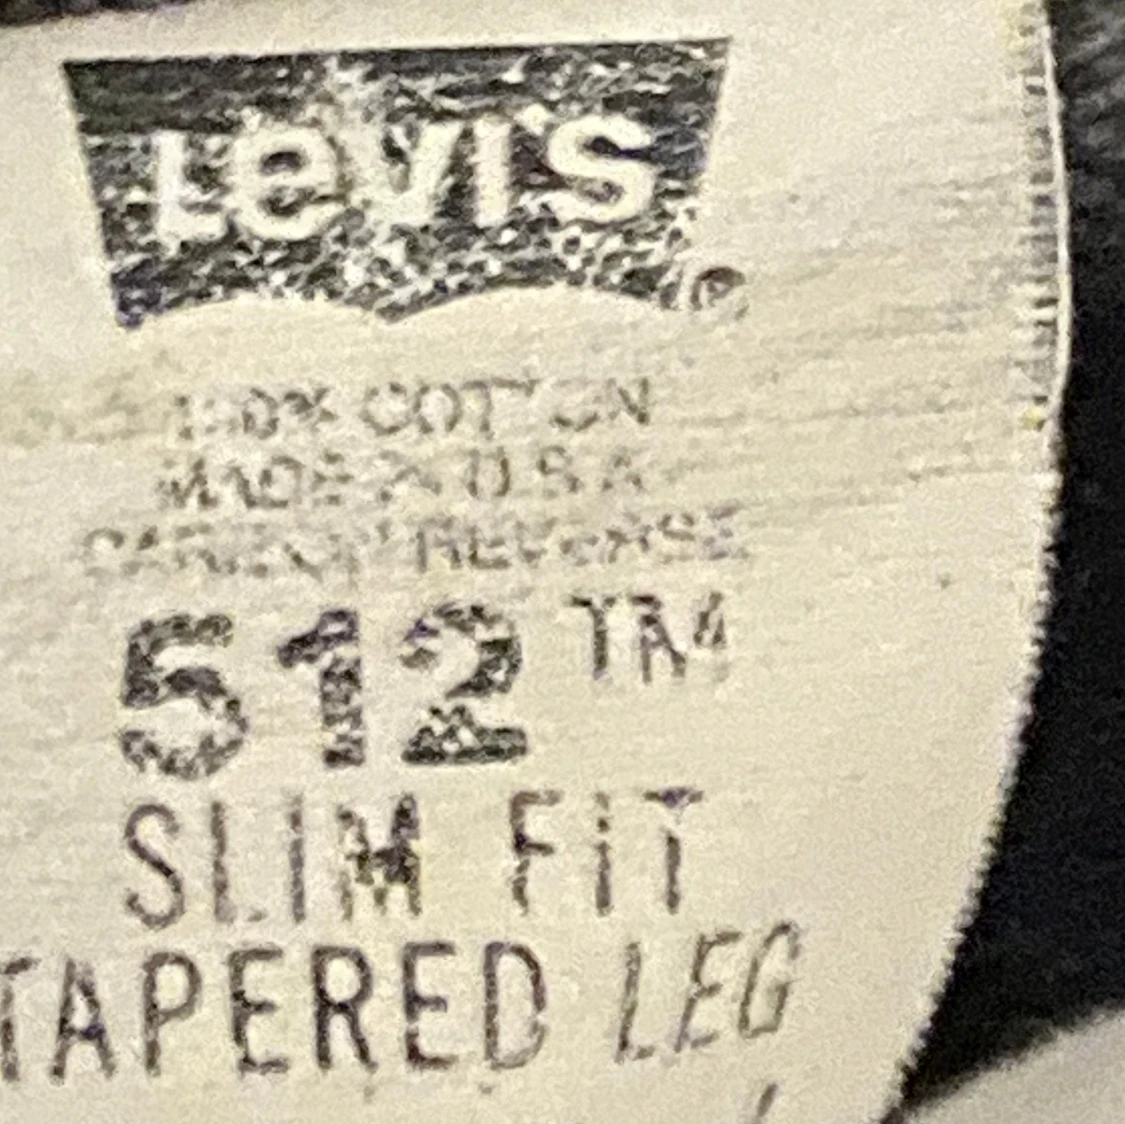 Levi's ®
100% COTTON
MADE IN U.S.A.
CARE ON REVERSE
512 TM
SLIM FIT
TAPERED LEG